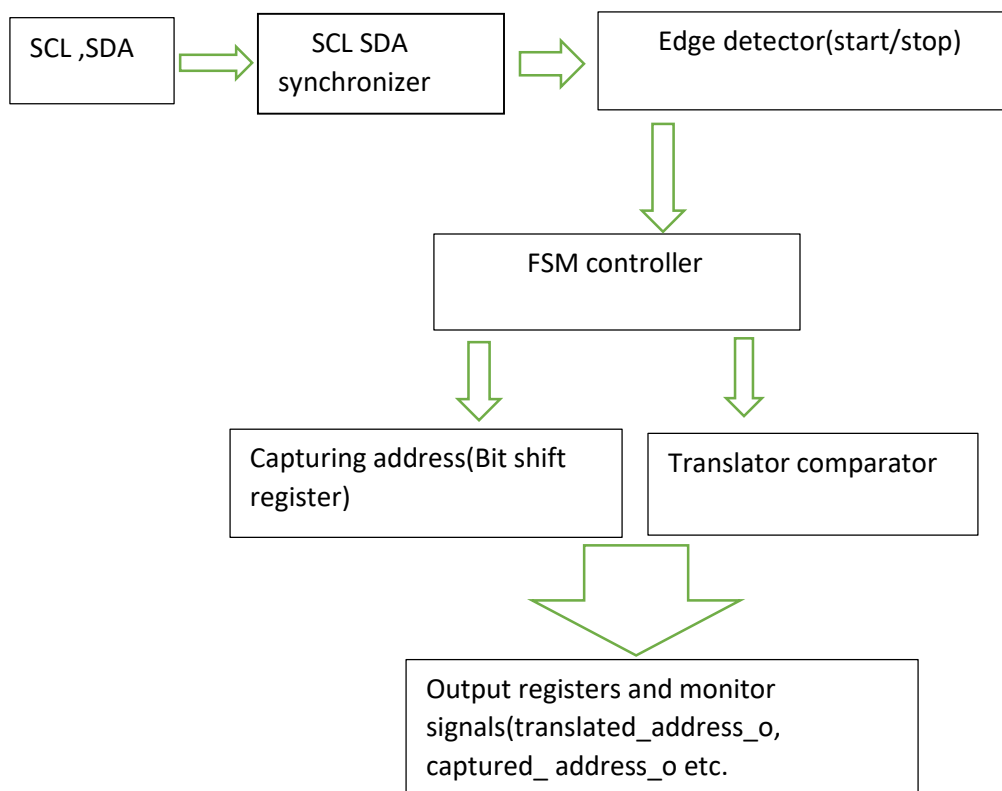 SCL ,SDA
SCL SDA
synchronizer
Edge detector(start/stop)
FSM controller
Capturing address(Bit shift
register)
Translator comparator
Output registers and monitor
signals(translated_address_o,
captured_ address_o etc.